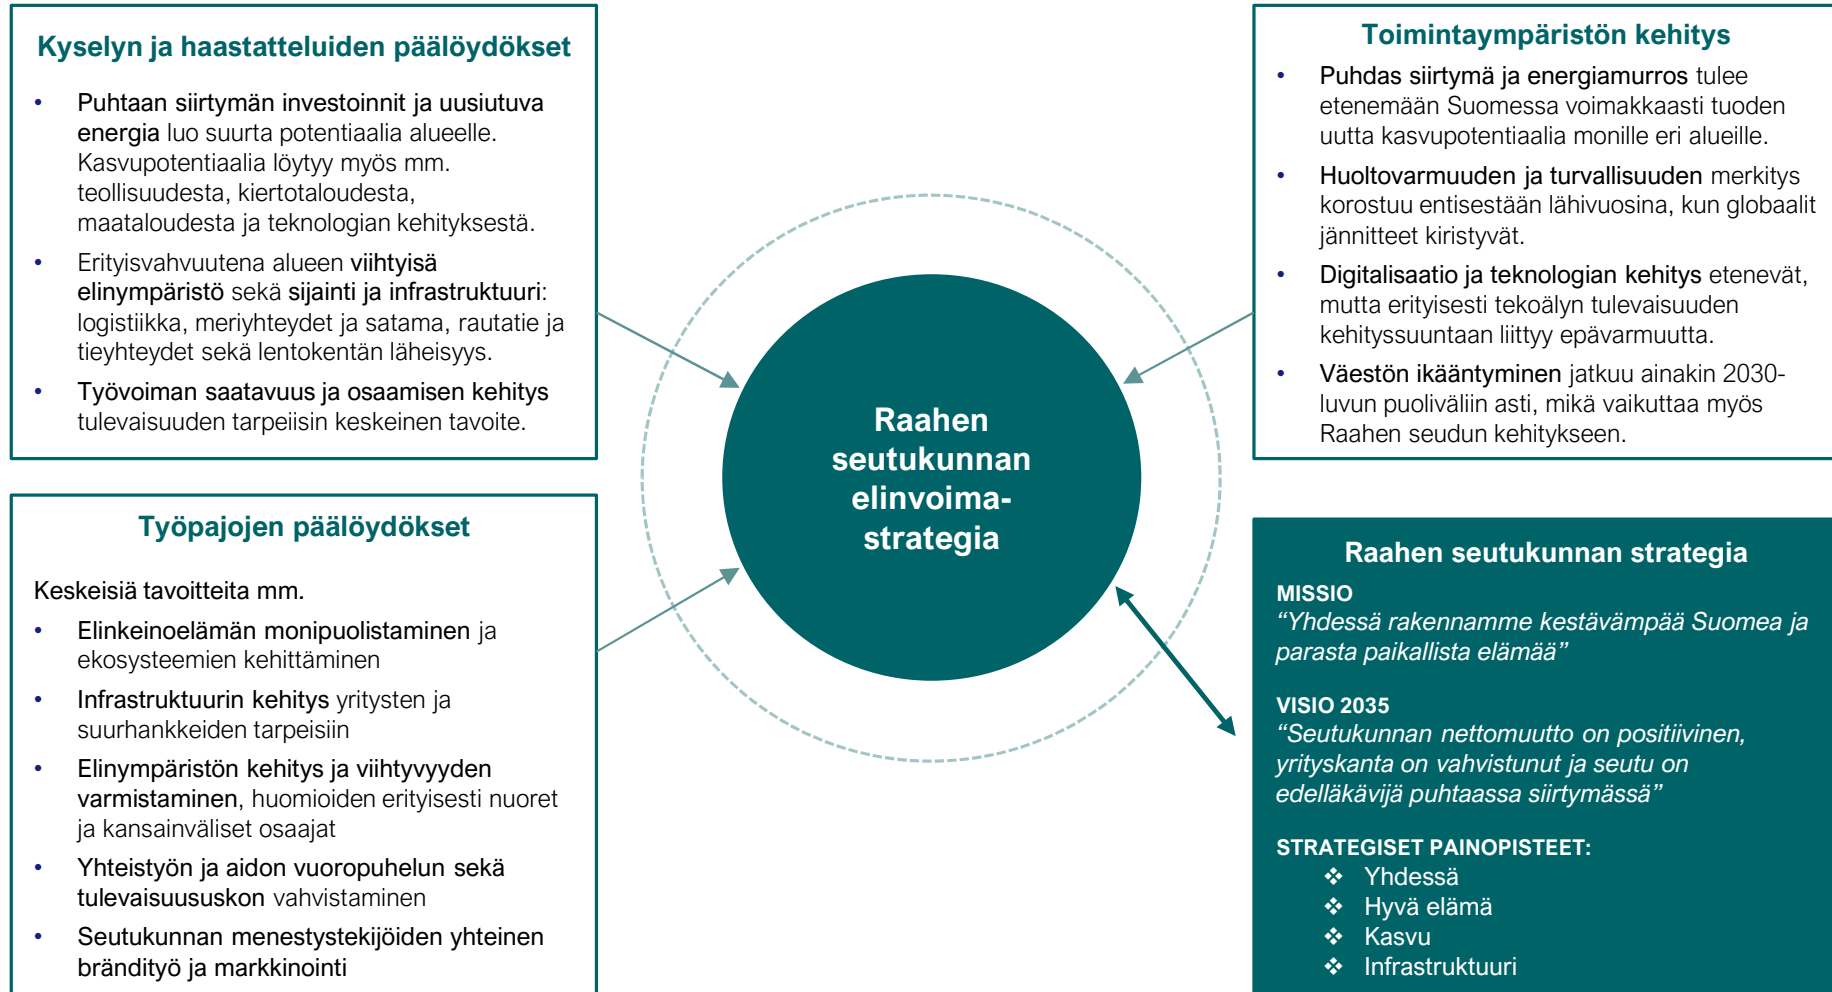 Kyselyn ja haastatteluiden päälöydökset
• Puhtaan siirtymän investoinnit ja uusiutuva
energia luo suurta potentiaalia alueelle.
Kasvupotentiaalia löytyy myös mm.
teollisuudesta, kiertotaloudesta,
maataloudesta ja teknologian kehityksestä.
• Erityisvahvuutena alueen viihtyisä
elinympäristö sekä sijainti ja infrastruktuuri:
logistiikka, meriyhteydet ja satama, rautatie ja
tieyhteydet sekä lentokentän läheisyys.
• Työvoiman saatavuus ja osaamisen kehitys
tulevaisuuden tarpeiisin keskeinen tavoite.
Työpajojen päälöydökset
Keskeisiä tavoitteita mm.
• Elinkeinoelämän monipuolistaminen ja
ekosysteemien kehittäminen
• Infrastruktuurin kehitys yritysten ja
suurhankkeiden tarpeisiin
• Elinympäristön kehitys ja viihtyvyyden
varmistaminen, huomioiden erityisesti nuoret
ja kansainväliset osaajat
• Yhteistyön ja aidon vuoropuhelun sekä
tulevaisuususkon vahvistaminen
• Seutukunnan menestystekijöiden yhteinen
brändityö ja markkinointi
Raahen
seutukunnan
elinvoima-
strategia
Toimintaympäristön kehitys
• Puhdas siirtymä ja energiamurros tulee
etenemään Suomessa voimakkaasti tuoden
uutta kasvupotentiaalia monille eri alueille.
• Huoltovarmuuden ja turvallisuuden merkitys
korostuu entisestään lähivuosina, kun globaalit
jännitteet kiristyvät.
• Digitalisaatio ja teknologian kehitys etenevät,
mutta erityisesti tekoälyn tulevaisuuden
kehityssuuntaan liittyy epävarmuutta.
• Väestön ikääntyminen jatkuu ainakin 2030-
luvun puoliväliin asti, mikä vaikuttaa myös
Raahen seudun kehitykseen.
Raahen seutukunnan strategia
MISSIO
“Yhdessä rakennamme kestävämpää Suomea ja
parasta paikallista elämää”
VISIO 2035
“Seutukunnan nettomuutto on positiivinen,
yrityskanta on vahvistunut ja seutu on
edelläkävijä puhtaassa siirtymässä”
STRATEGISET PAINOPISTEET:
❖ Yhdessä
❖ Hyvä elämä
❖ Kasvu
❖ Infrastruktuuri